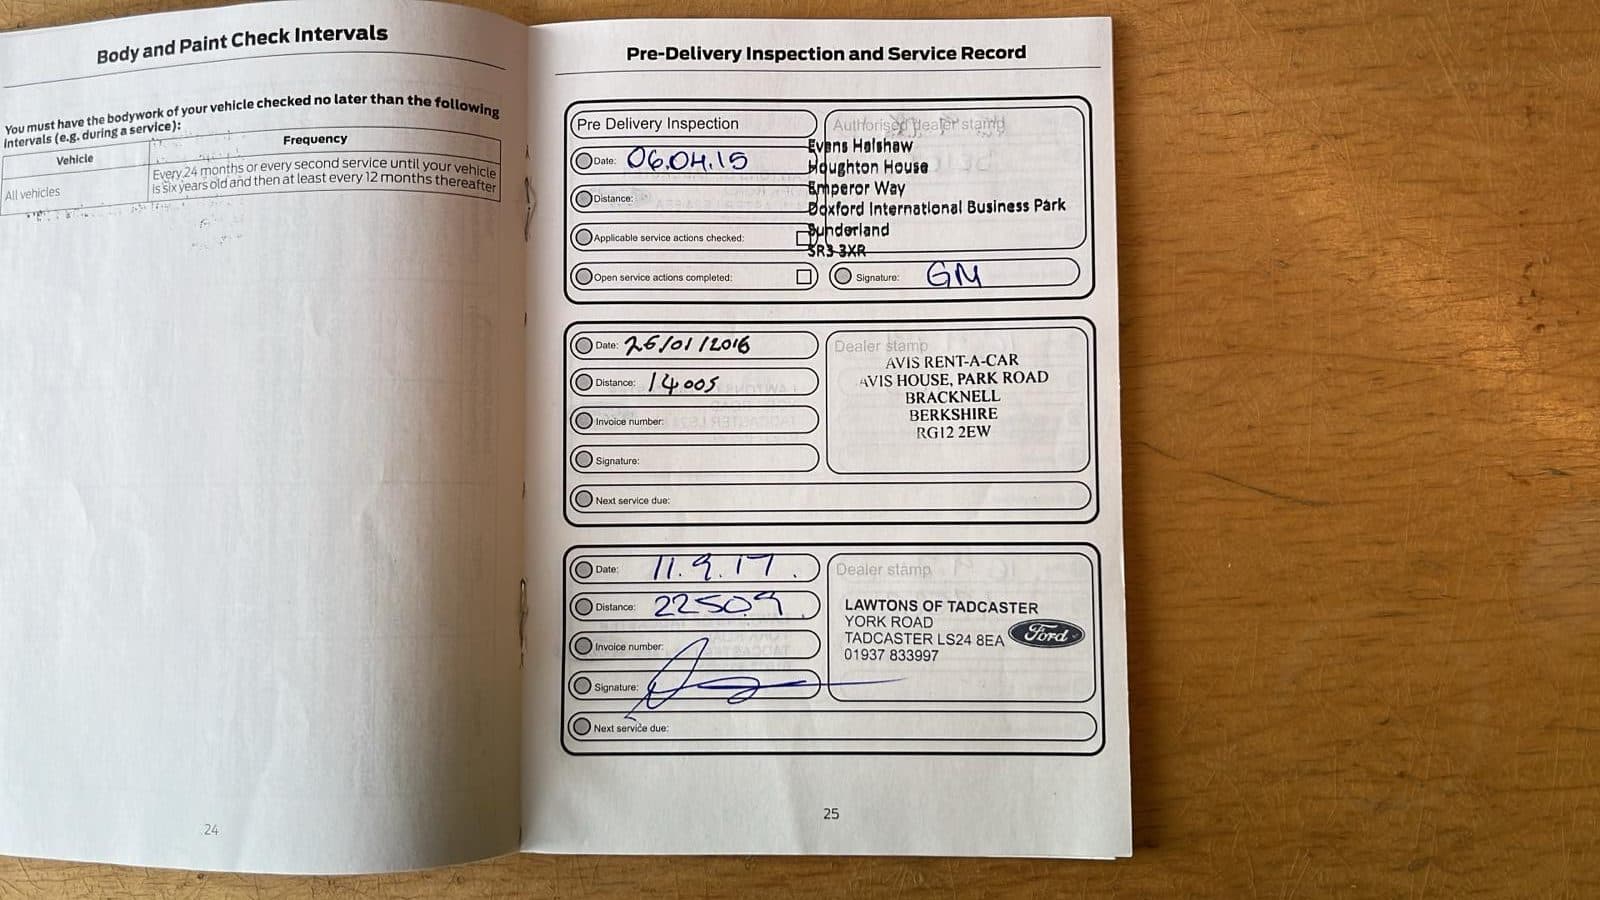 Body and Paint Check Intervals
You must have the bodywork of your vehicle checked no later than the following
intervals (e.g. during a service):
Vehicle
Frequency
All vehicles
Every 24 months or every second service until your vehicle
is six years old and then at least every 12 months thereafter
24
Pre-Delivery Inspection and Service Record
Pre Delivery Inspection
Date: 06.04.15
Distance:
Applicable service actions checked:
Open service actions completed:
Authorised dealer stamp
Evans Halshaw
Houghton House
Emperor Way
Doxford International Business Park
Sunderland
SR3 3XR
Signature: GM
Date: 26/01/2016
Distance: 14005
Invoice number:
Signature:
Next service due:
Dealer stamp
AVIS RENT-A-CAR
AVIS HOUSE, PARK ROAD
BRACKNELL
BERKSHIRE
RG12 2EW
Date: 11.9.17.
Distance: 22509
Invoice number:
Signature:
Next service due:
Dealer stamp
LAWTONS OF TADCASTER
YORK ROAD
TADCASTER LS24 8EA
01937 833997
Ford
25